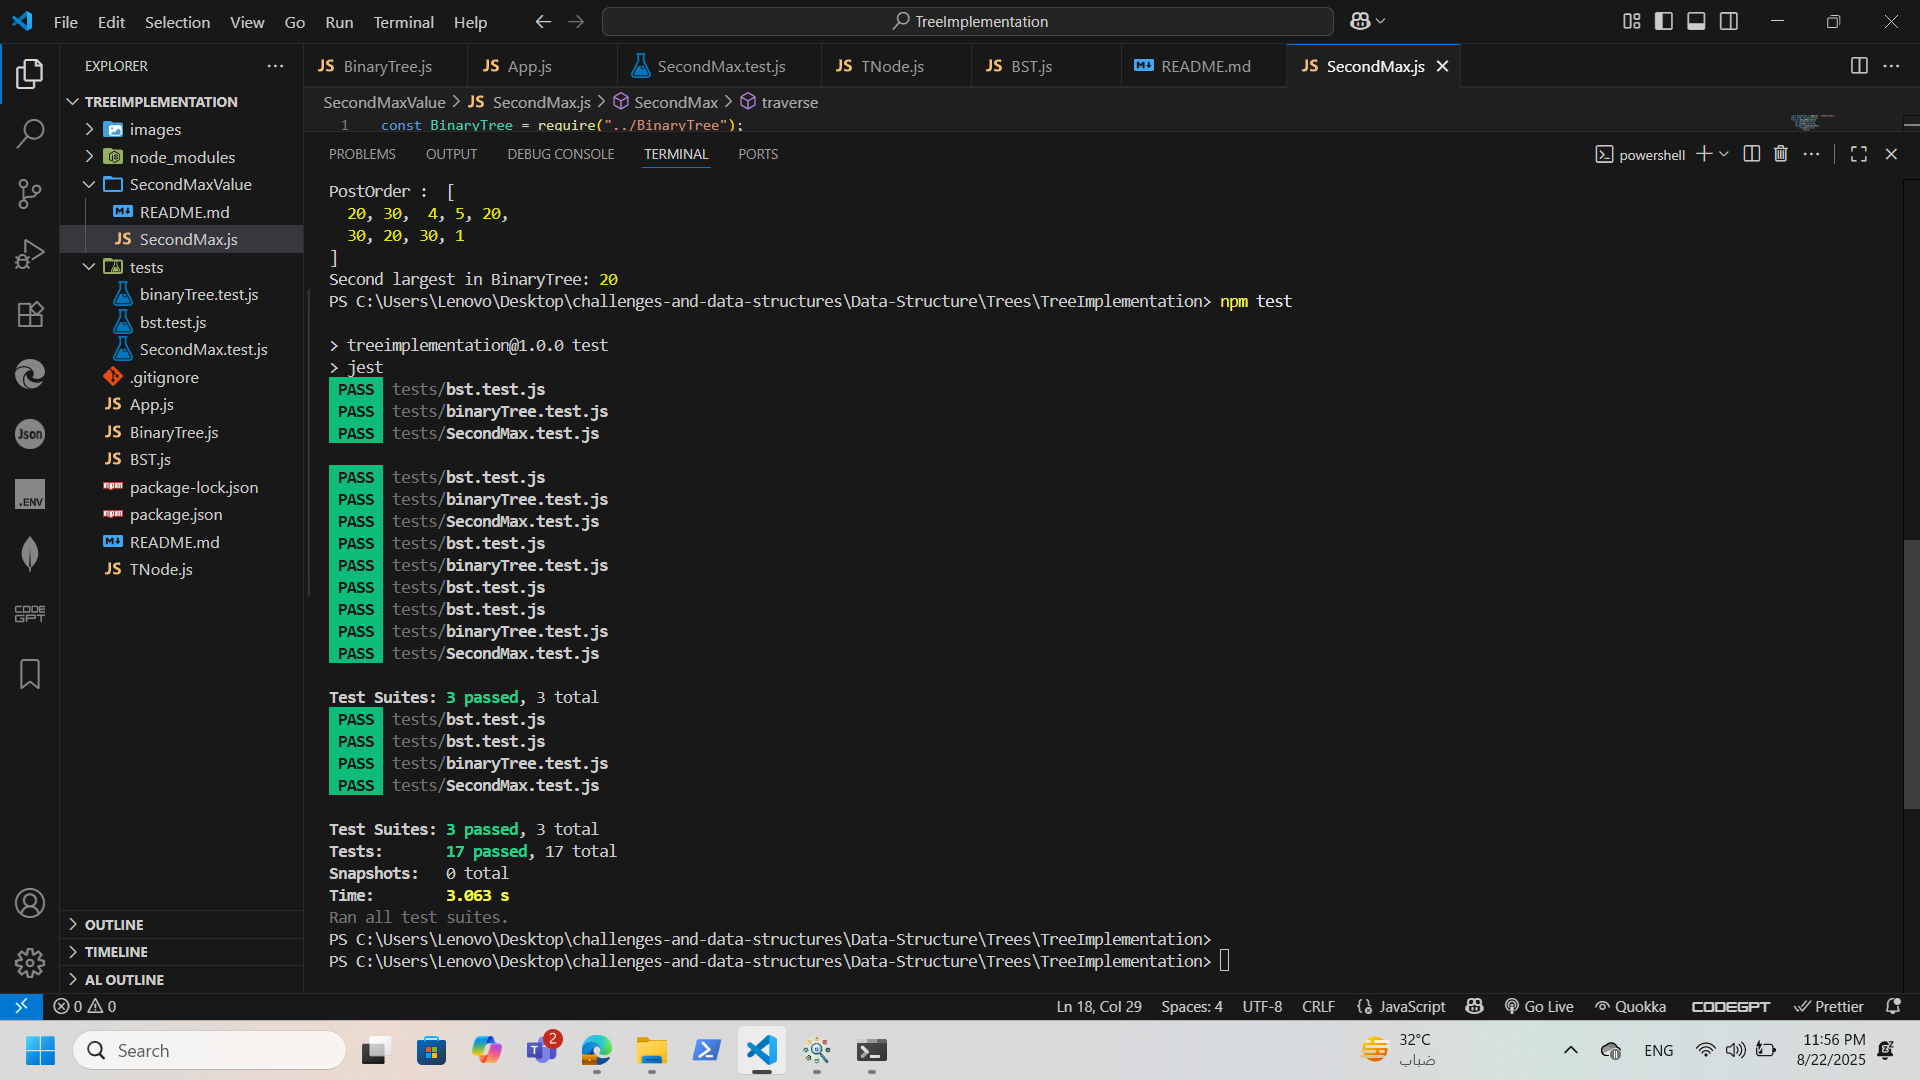 File Edit Selection View Go Run Terminal Help
TreeImplementation
EXPLORER
BinaryTree.js
App.js
SecondMax.test.js
TNode.js
BST.js
README.md
SecondMax.js
SecondMaxValue > JS SecondMax.js > SecondMax > traverse
1 const BinaryTree = require("../BinaryTree");
TREEIMPLEMENTATION
images
node_modules
SecondMaxValue
README.md
SecondMax.js
tests
binaryTree.test.js
bst.test.js
SecondMax.test.js
.gitignore
App.js
BinaryTree.js
BST.js
package-lock.json
package.json
README.md
TNode.js
OUTLINE
TIMELINE
AL OUTLINE
Json
.ENV
CODE
GPT
PROBLEMS OUTPUT DEBUG CONSOLE TERMINAL PORTS
powershell
PostOrder :  [
20, 30,  4, 5, 20,
30, 20, 30, 1
]
Second largest in BinaryTree: 20
PS C:\Users\Lenovo\Desktop\challenges-and-data-structures\Data-Structure\Trees\TreeImplementation> npm test
> treeimplementation@1.0.0 test
> jest
PASS tests/bst.test.js
PASS tests/binaryTree.test.js
PASS tests/SecondMax.test.js
PASS tests/bst.test.js
PASS tests/binaryTree.test.js
PASS tests/SecondMax.test.js
PASS tests/bst.test.js
PASS tests/binaryTree.test.js
PASS tests/bst.test.js
PASS tests/bst.test.js
PASS tests/binaryTree.test.js
PASS tests/SecondMax.test.js
Test Suites: 3 passed, 3 total
PASS tests/bst.test.js
PASS tests/bst.test.js
PASS tests/binaryTree.test.js
PASS tests/SecondMax.test.js
Test Suites: 3 passed, 3 total
Tests: 17 passed, 17 total
Snapshots: 0 total
Time: 3.063 s
Ran all test suites.
PS C:\Users\Lenovo\Desktop\challenges-and-data-structures\Data-Structure\Trees\TreeImplementation>
PS C:\Users\Lenovo\Desktop\challenges-and-data-structures\Data-Structure\Trees\TreeImplementation>
0 0
Ln 18, Col 29 Spaces: 4 UTF-8 CRLF {} JavaScript Go Live Quokka CODEGPT Prettier
Search
2
32°C
ضباب
ENG
11:56 PM
8/22/2025